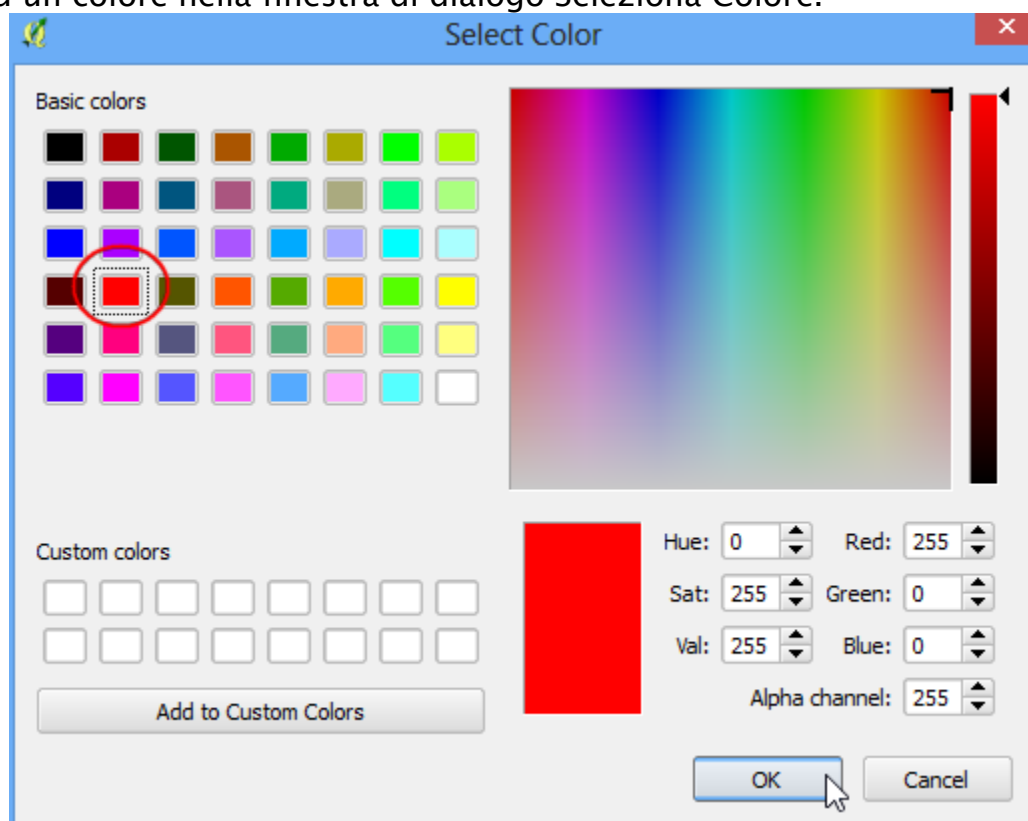 un colore nella finestra di dialogo Seleziona Colore.
Select Color
Basic colors
Custom colors
Add to Custom Colors
Hue: 0 Red: 255
Sat: 255 Green: 0
Val: 255 Blue: 0
Alpha channel: 255
OK Cancel